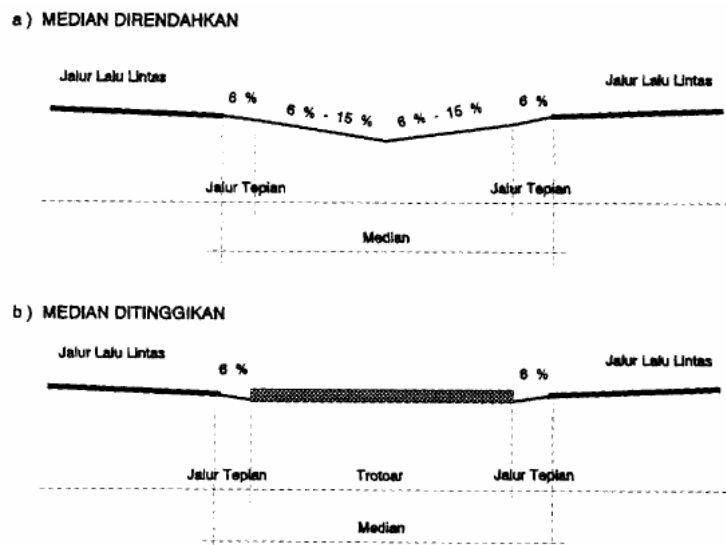 a) MEDIAN DIRENDAHKAN
Jalur Lalu Lintas
6 %
6 % - 15 %
6 % - 15 %
6 %
Jalur Lalu Lintas
Jalur Tepian
Jalur Tepian
Median
b) MEDIAN DITINGGIKAN
Jalur Lalu Lintas
6 %
6 %
Jalur Lalu Lintas
Jalur Tepian
Trotoar
Jalur Tepian
Median